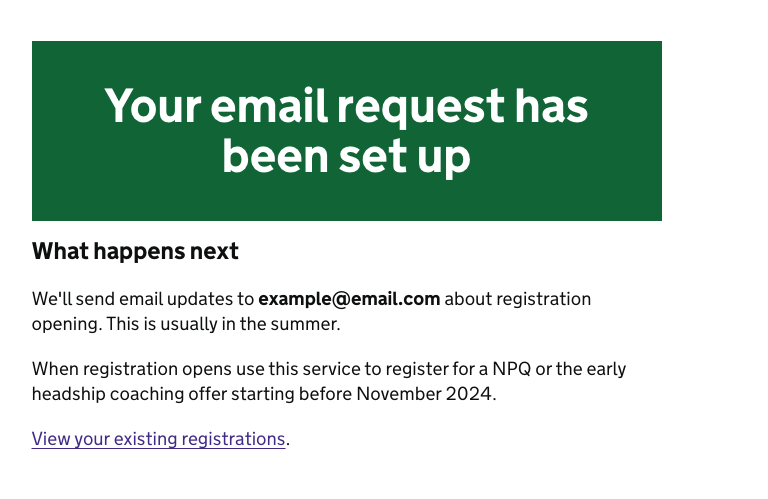 Your email request has
been set up
What happens next
We'll send email updates to example@email.com about registration
opening. This is usually in the summer.
When registration opens use this service to register for a NPQ or the early
headship coaching offer starting before November 2024.
View your existing registrations.